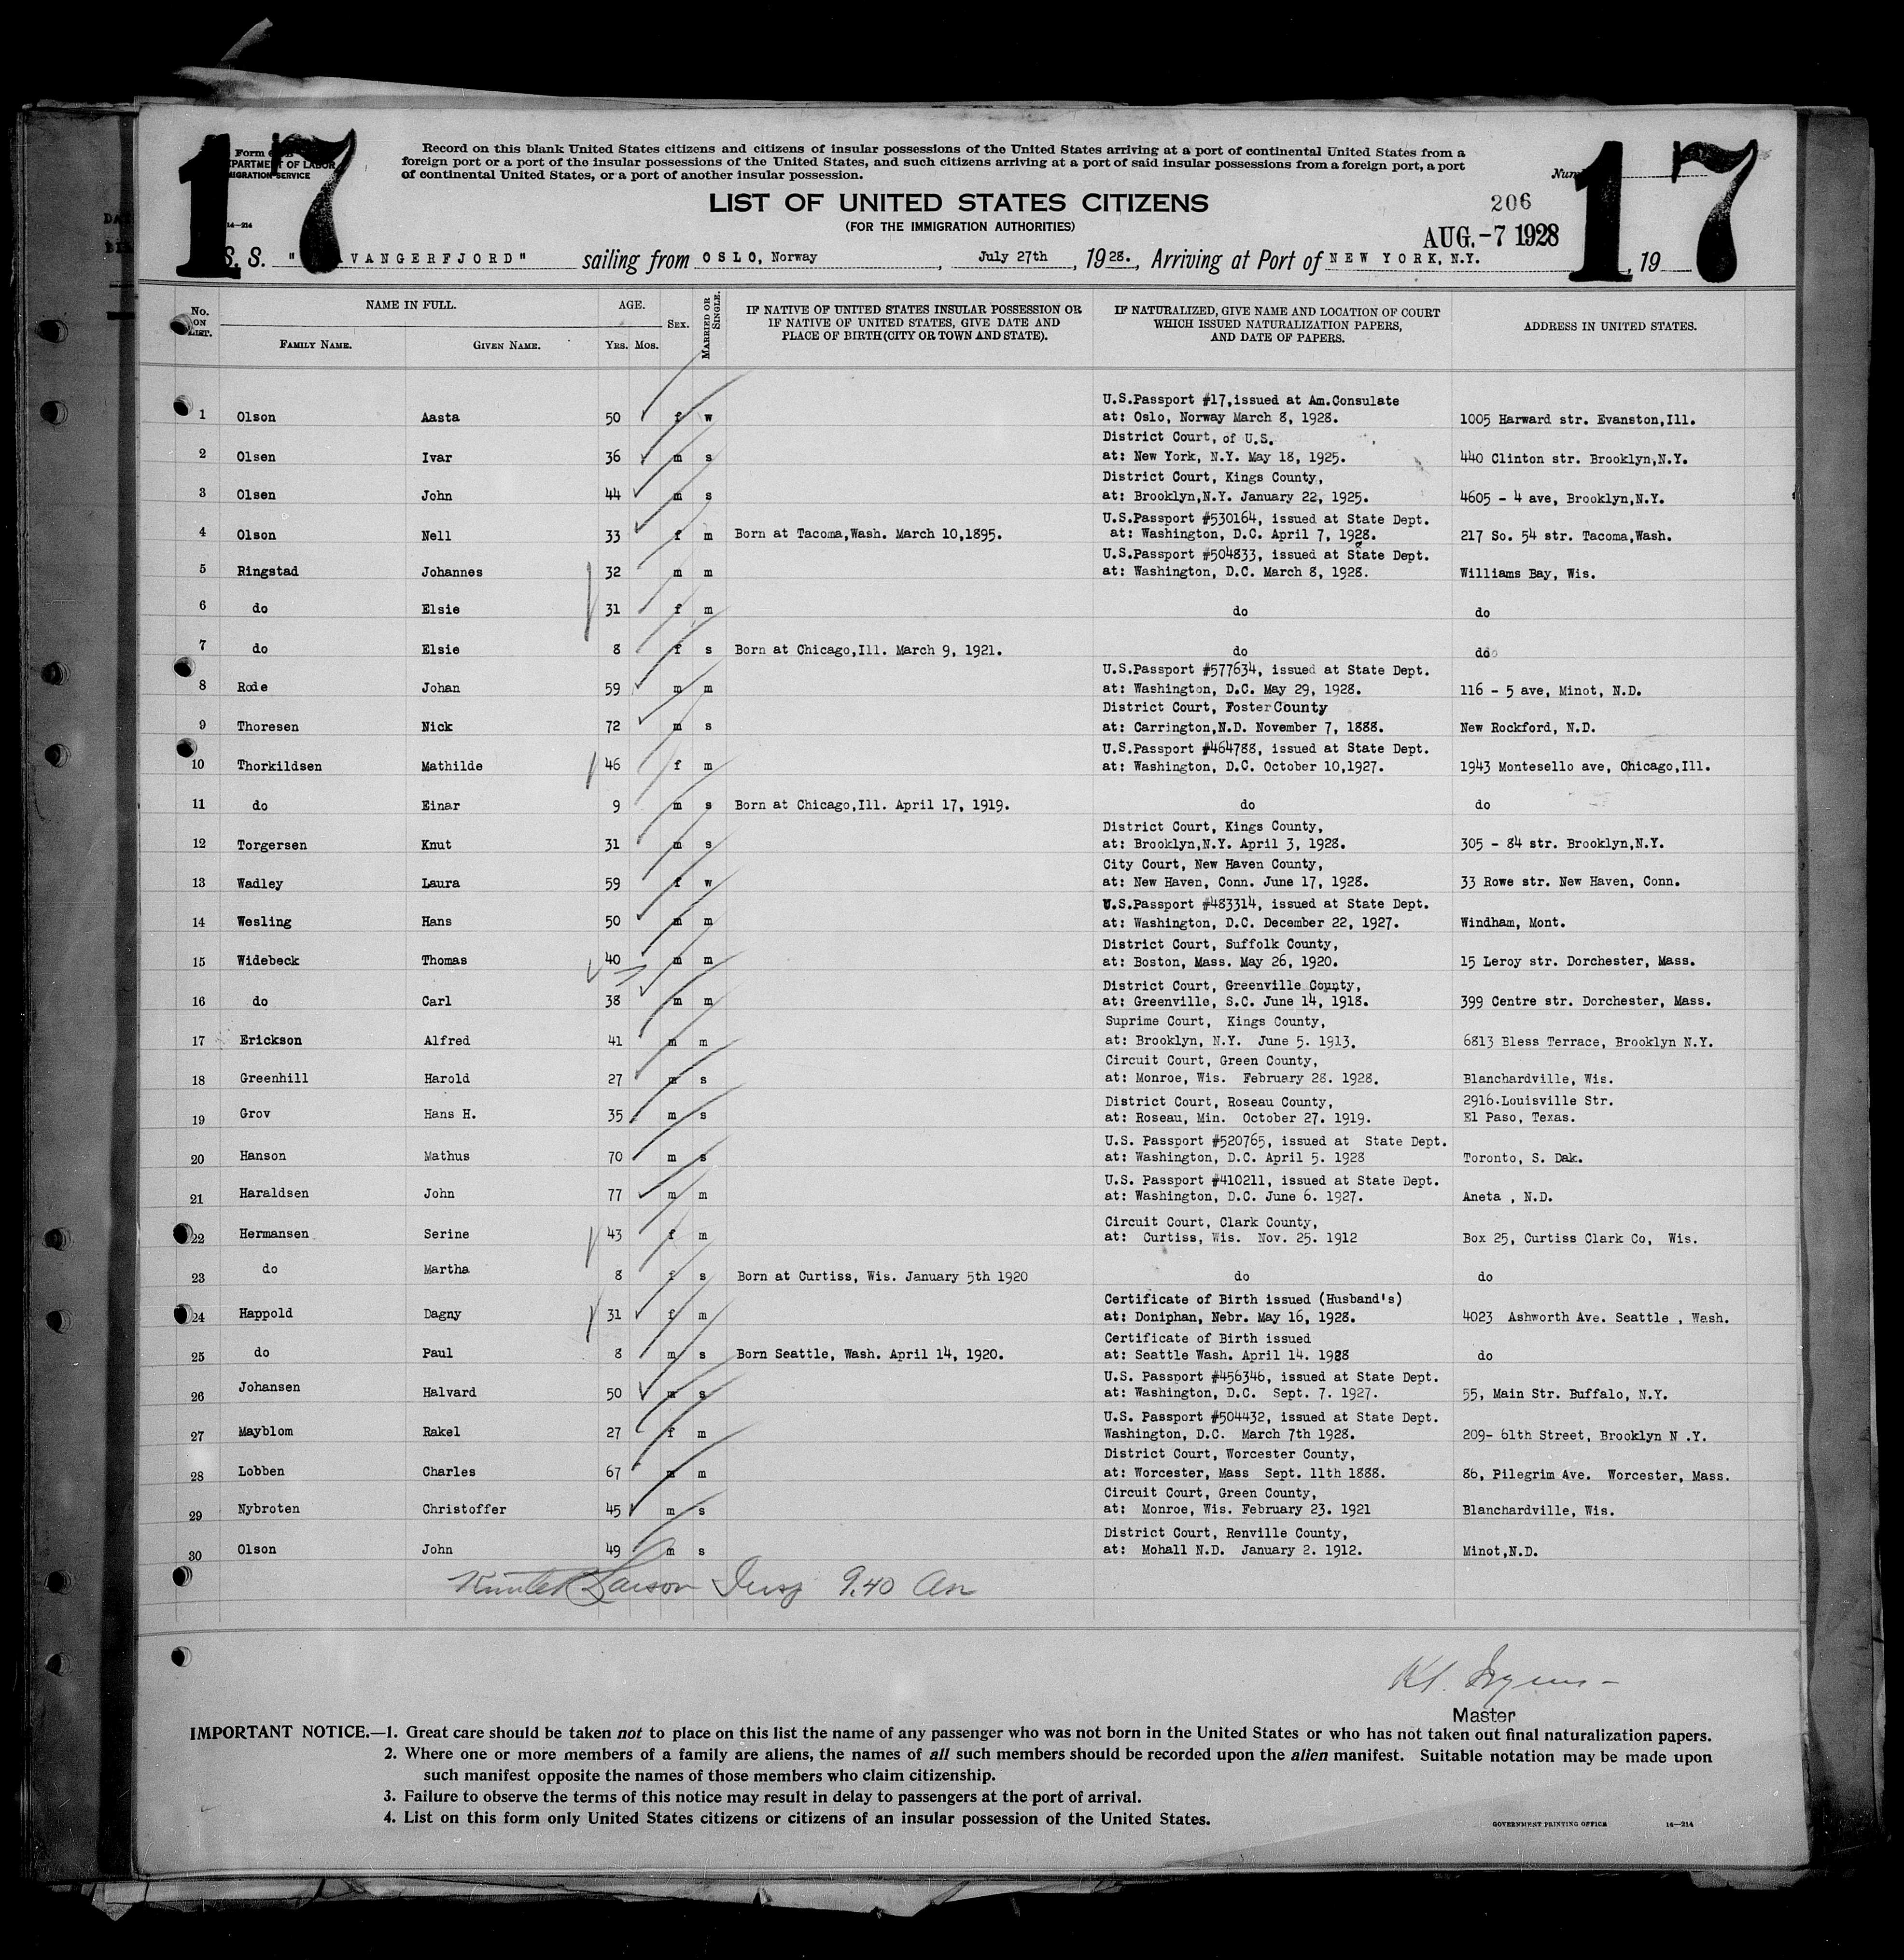 17
17
Form
DEPARTMENT OF LABOR
IMMIGRATION SERVICE
14—214
Record on this blank United States citizens and citizens of insular possessions of the United States arriving at a port of continental United States from a
foreign port or a port of the insular possessions of the United States, and such citizens arriving at a port of said insular possessions from a foreign port, a port
of continental United States, or a port of another insular possession.
LIST OF UNITED STATES CITIZENS
(FOR THE IMMIGRATION AUTHORITIES)
206
AUG.-7 1928
S. S. "VANGERFJORD" sailing from OSLO, Norway, July 27th, 1928., Arriving at Port of NEW YORK, N.Y. , 19
No. ON LIST. NAME IN FULL. FAMILY NAME. GIVEN NAME. AGE. YRS. MOS. SEX. MARRIED OR SINGLE. IF NATIVE OF UNITED STATES INSULAR POSSESSION OR IF NATIVE OF UNITED STATES, GIVE DATE AND PLACE OF BIRTH (CITY OR TOWN AND STATE). IF NATURALIZED, GIVE NAME AND LOCATION OF COURT WHICH ISSUED NATURALIZATION PAPERS, AND DATE OF PAPERS. ADDRESS IN UNITED STATES.
U.S.Passport #17,issued at Am.Consulate
1 Olson Aasta 50 f w at: Oslo, Norway March 8, 1928. 1005 Harward str. Evanston,Ill.
District Court, of U.S.
2 Olsen Ivar 36 m s at: New York, N.Y. May 18, 1925. 440 Clinton str. Brooklyn,N.Y.
District Court, Kings County,
3 Olsen John 44 m s at: Brooklyn,N.Y. January 22, 1925. 4605 - 4 ave, Brooklyn,N.Y.
U.S.Passport #530164, issued at State Dept.
4 Olson Nell 33 f m Born at Tacoma,Wash. March 10,1895. at: Washington, D.C. April 7, 1928. 217 So. 54 str. Tacoma,Wash.
U.S.Passport #504833, issued at State Dept.
5 Ringstad Johannes 32 m m at: Washington, D.C. March 8, 1928. Williams Bay, Wis.
6 do Elsie 31 f m do do
7 do Elsie 8 f s Born at Chicago,Ill. March 9, 1921. do do
U.S.Passport #577634, issued at State Dept.
8 Rode Johan 59 m m at: Washington, D.C. May 29, 1928. 116 - 5 ave, Minot, N.D.
District Court, Foster County
9 Thoresen Nick 72 m s at: Carrington,N.D. November 7, 1888. New Rockford, N.D.
U.S.Passport #464788, issued at State Dept.
10 Thorkildsen Mathilde 46 f m at: Washington, D.C. October 10,1927. 1943 Montesello ave, Chicago,Ill.
11 do Einar 9 m s Born at Chicago,Ill. April 17, 1919. do do
District Court, Kings County,
12 Torgersen Knut 31 m s at: Brooklyn,N.Y. April 3, 1928. 305 - 84 str. Brooklyn,N.Y.
City Court, New Haven County,
13 Wadley Laura 59 f w at: New Haven, Conn. June 17, 1928. 33 Rowe str. New Haven, Conn.
U.S.Passport #483314, issued at State Dept.
14 Wesling Hans 50 m m at: Washington, D.C. December 22, 1927. Windham, Mont.
District Court, Suffolk County,
15 Widebeck Thomas 40 m m at: Boston, Mass. May 26, 1920. 15 Leroy str. Dorchester, Mass.
District Court, Greenville County,
16 do Carl 38 m m at: Greenville, S.C. June 14, 1918. 399 Centre str. Dorchester, Mass.
Suprime Court, Kings County,
17 Erickson Alfred 41 m m at: Brooklyn, N.Y. June 5. 1913. 6813 Bless Terrace, Brooklyn N.Y.
Circuit Court, Green County,
18 Greenhill Harold 27 m s at: Monroe, Wis. February 28. 1928. Blanchardville, Wis.
District Court, Roseau County, 2916.Louisville Str.
19 Grov Hans H. 35 m s at: Roseau, Min. October 27. 1919. El Paso, Texas.
U.S. Passport #520765, issued at State Dept.
20 Hanson Mathus 70 m s at: Washington, D.C. April 5. 1928 Toronto, S. Dak.
U.S. Passport #410211, issued at State Dept.
21 Haraldsen John 77 m m at: Washington, D.C. June 6. 1927. Aneta , N.D.
Circuit Court, Clark County,
22 Hermansen Serine 43 f m at: Curtiss, Wis. Nov. 25. 1912 Box 25, Curtiss Clark Co, Wis.
23 do Martha 8 f s Born at Curtiss, Wis. January 5th 1920 do do
Certificate of Birth issued (Husband's)
24 Happold Dagny 31 f m at: Doniphan, Nebr. May 16, 1928. 4023 Ashworth Ave. Seattle , Wash.
Certificate of Birth issued
25 do Paul 8 m s Born Seattle, Wash. April 14, 1920. at: Seattle Wash. April 14. 1928 do
U.S. Passport #456346, issued at State Dept.
26 Johansen Halvard 50 m s at: Washington, D.C. Sept. 7. 1927. 55, Main Str. Buffalo, N.Y.
U.S. Passport #504432, issued at State Dept.
27 Mayblom Rakel 27 f m Washington, D.C. March 7th 1928. 209- 61th Street, Brooklyn N .Y.
District Court, Worcester County,
28 Lobben Charles 67 m m at: Worcester, Mass Sept. 11th 1888. 86, Pilegrim Ave. Worcester, Mass.
Circuit Court, Green County,
29 Nybroten Christoffer 45 m s at: Monroe, Wis. February 23. 1921 Blanchardville, Wis.
District Court, Renville County,
30 Olson John 49 m s at: Mohall N.D. January 2. 1912. Minot,N.D.
Larson Insp 9.40 Am
Master
IMPORTANT NOTICE.—1. Great care should be taken not to place on this list the name of any passenger who was not born in the United States or who has not taken out final naturalization papers.
2. Where one or more members of a family are aliens, the names of all such members should be recorded upon the alien manifest. Suitable notation may be made upon
such manifest opposite the names of those members who claim citizenship.
3. Failure to observe the terms of this notice may result in delay to passengers at the port of arrival.
4. List on this form only United States citizens or citizens of an insular possession of the United States.
GOVERNMENT PRINTING OFFICE 14—214